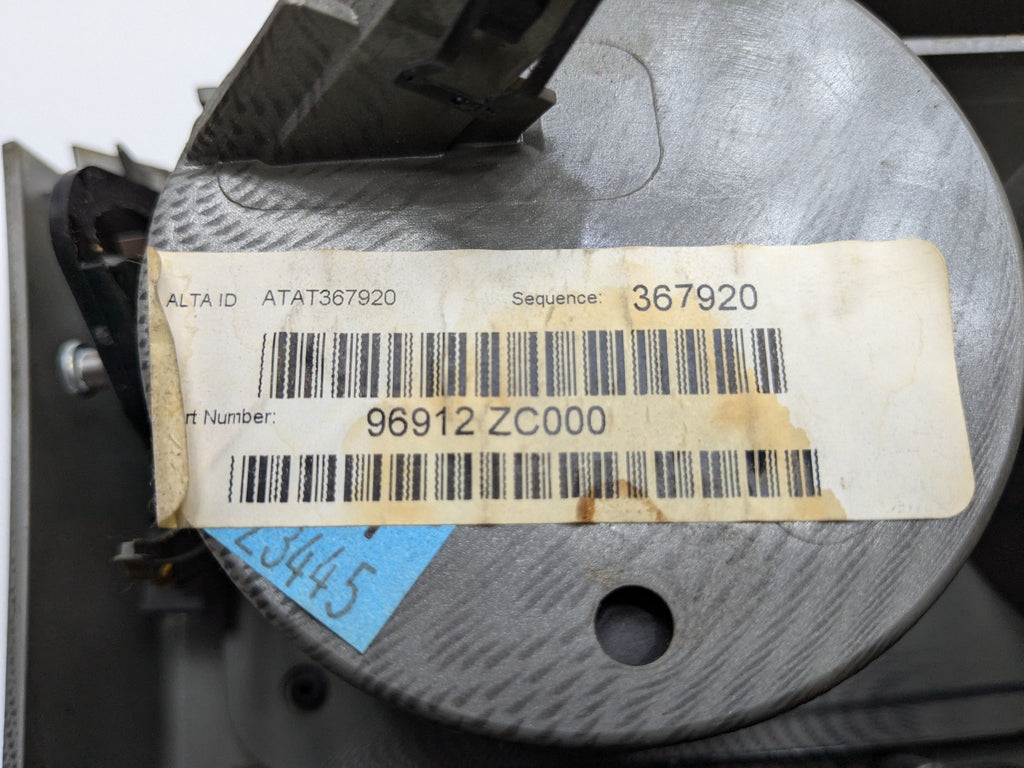 ALTA ID ATAT367920 Sequence: 367920
rt Number: 96912 ZC000
23445